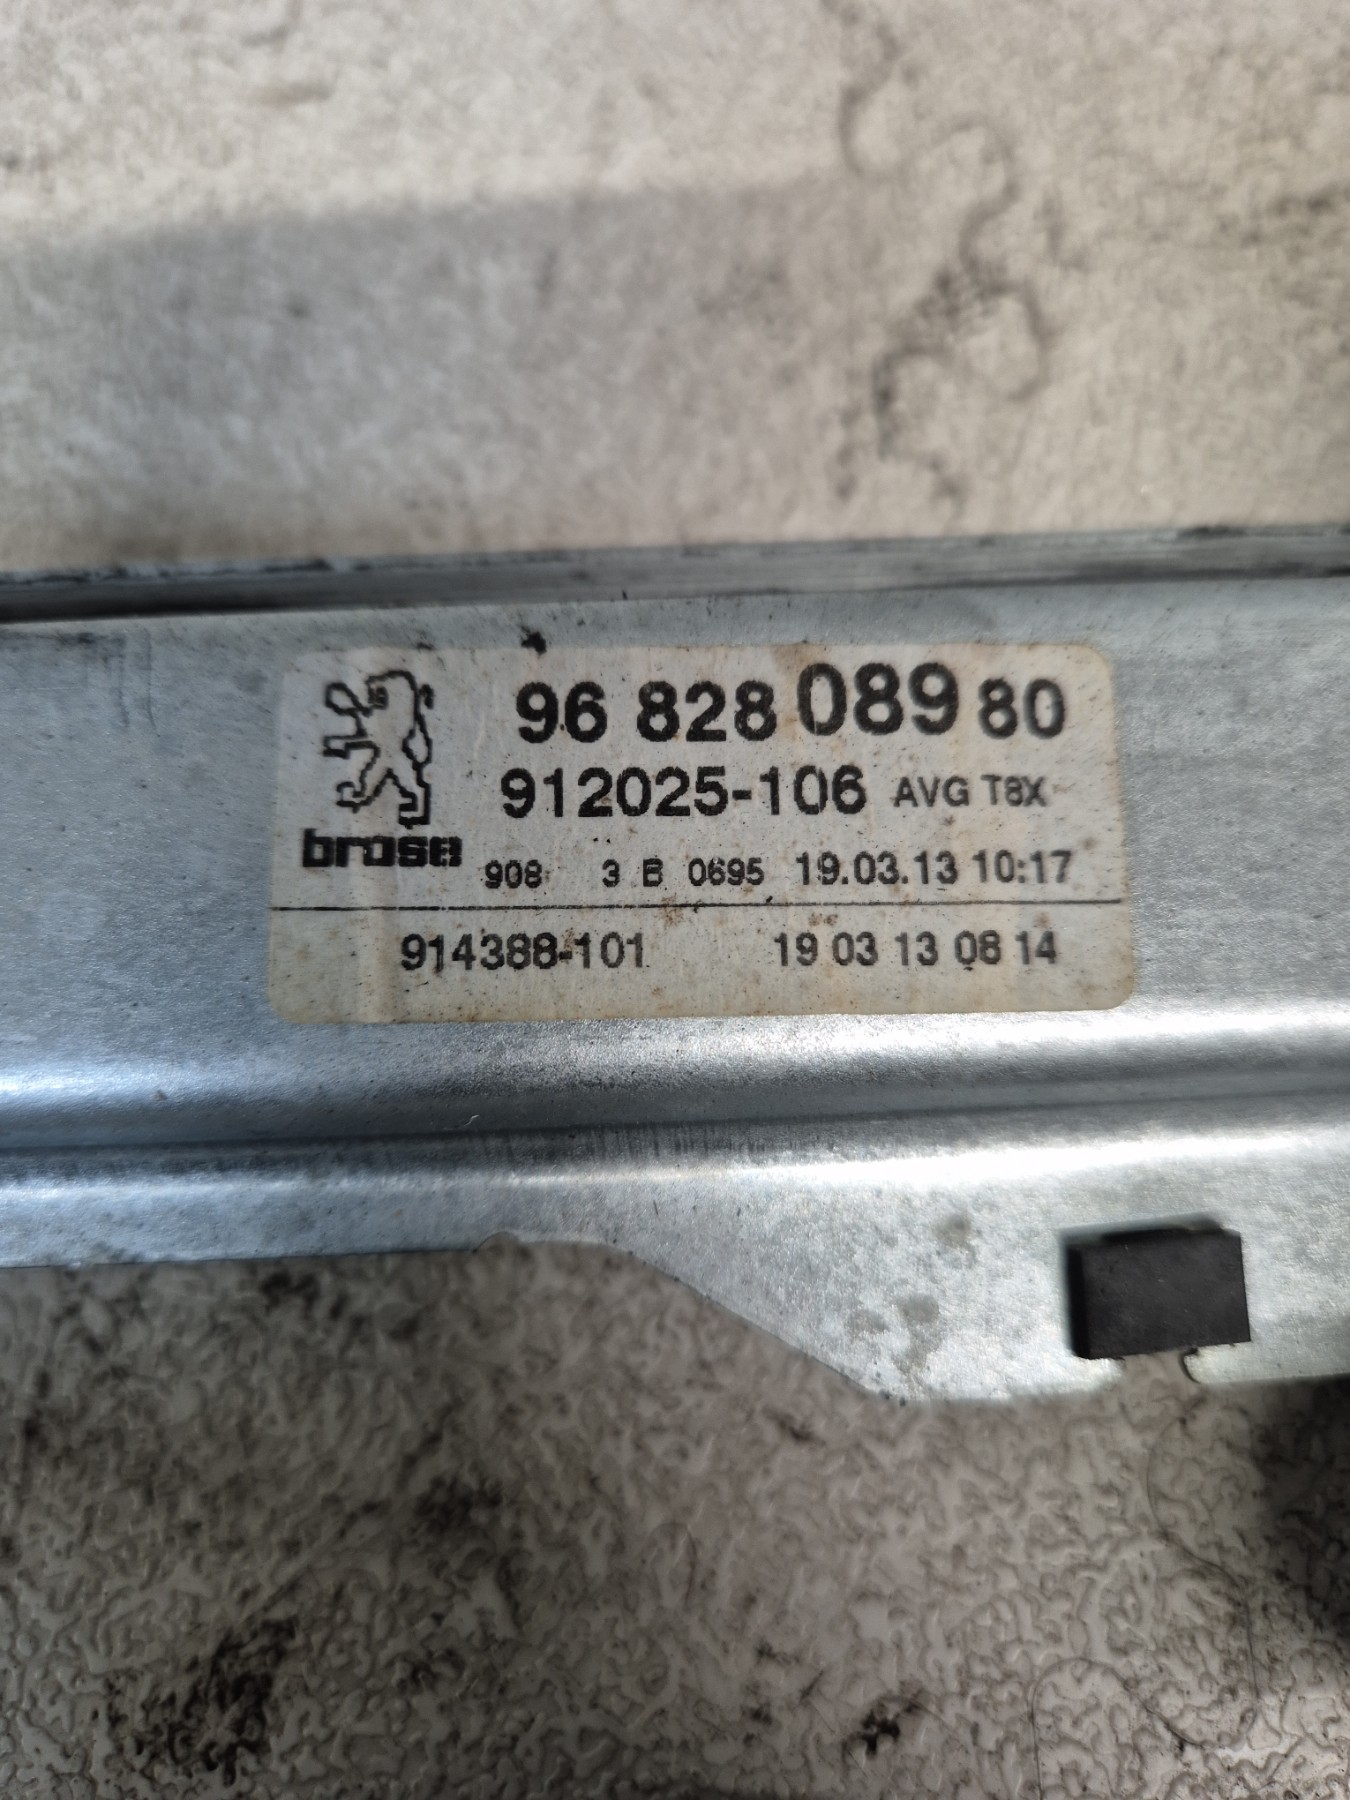 96 828 089 80
912025-106 AVG T8X
brose 908 3 B 0695 19.03.13 10:17
914388-101 19 03 13 08 14